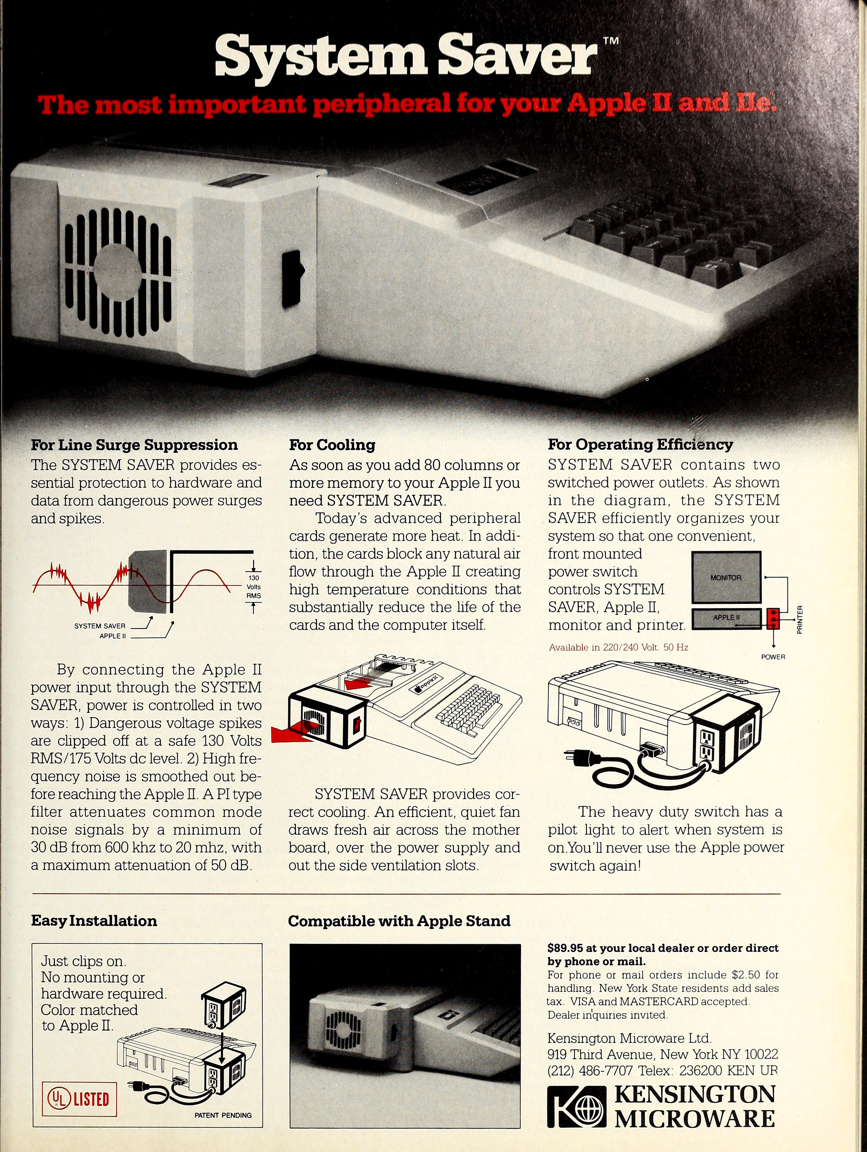 System Saver™
The most important peripheral for your Apple II and IIe.
For Line Surge Suppression
The SYSTEM SAVER provides es-
sential protection to hardware and
data from dangerous power surges
and spikes.
130
Volts
RMS
SYSTEM SAVER
APPLE II
By connecting the Apple II
power input through the SYSTEM
SAVER, power is controlled in two
ways: 1) Dangerous voltage spikes
are clipped off at a safe 130 Volts
RMS/175 Volts dc level. 2) High fre-
quency noise is smoothed out be-
fore reaching the Apple II. A PI type
filter attenuates common mode
noise signals by a minimum of
30 dB from 600 khz to 20 mhz, with
a maximum attenuation of 50 dB.
For Cooling
As soon as you add 80 columns or
more memory to your Apple II you
need SYSTEM SAVER.
Today's advanced peripheral
cards generate more heat. In addi-
tion, the cards block any natural air
flow through the Apple II creating
high temperature conditions that
substantially reduce the life of the
cards and the computer itself.
SYSTEM SAVER provides cor-
rect cooling. An efficient, quiet fan
draws fresh air across the mother
board, over the power supply and
out the side ventilation slots.
For Operating Efficiency
SYSTEM SAVER contains two
switched power outlets. As shown
in the diagram, the SYSTEM
SAVER efficiently organizes your
system so that one convenient,
front mounted
power switch
controls SYSTEM
SAVER, Apple II,
monitor and printer.
MONITOR
APPLE II
PRINTER
POWER
Available in 220/240 Volt. 50 Hz
The heavy duty switch has a
pilot light to alert when system is
on.You'll never use the Apple power
switch again!
Easy Installation
Just clips on.
No mounting or
hardware required.
Color matched
to Apple II.
UL LISTED
PATENT PENDING
Compatible with Apple Stand
$89.95 at your local dealer or order direct
by phone or mail.
For phone or mail orders include $2.50 for
handling. New York State residents add sales
tax. VISA and MASTERCARD accepted.
Dealer inquiries invited.
Kensington Microware Ltd.
919 Third Avenue, New York NY 10022
(212) 486-7707 Telex: 236200 KEN UR
KENSINGTON
MICROWARE